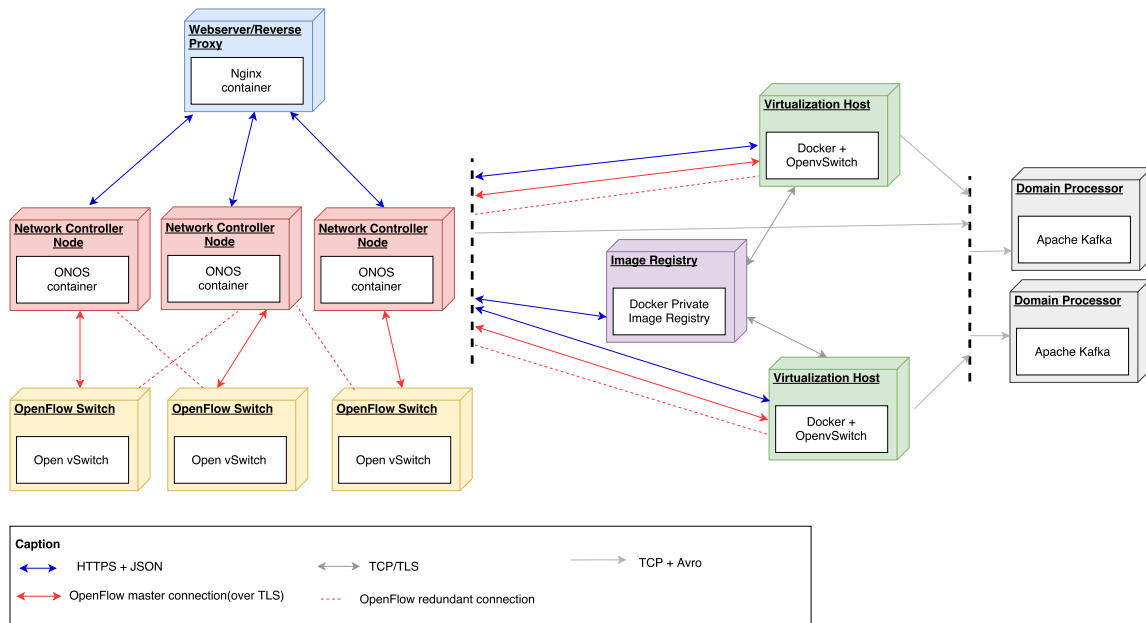 Webserver/Reverse
Proxy
Nginx
container
Virtualization Host
Docker +
OpenvSwitch
Domain Processor
Apache Kafka
Network Controller
Node
ONOS
container
Network Controller
Node
ONOS
container
Network Controller
Node
ONOS
container
Image Registry
Docker Private
Image Registry
Domain Processor
Apache Kafka
Virtualization Host
Docker +
OpenvSwitch
OpenFlow Switch
Open vSwitch
OpenFlow Switch
Open vSwitch
OpenFlow Switch
Open vSwitch
Caption
HTTPS + JSON
TCP/TLS
TCP + Avro
OpenFlow master connection(over TLS)
OpenFlow redundant connection